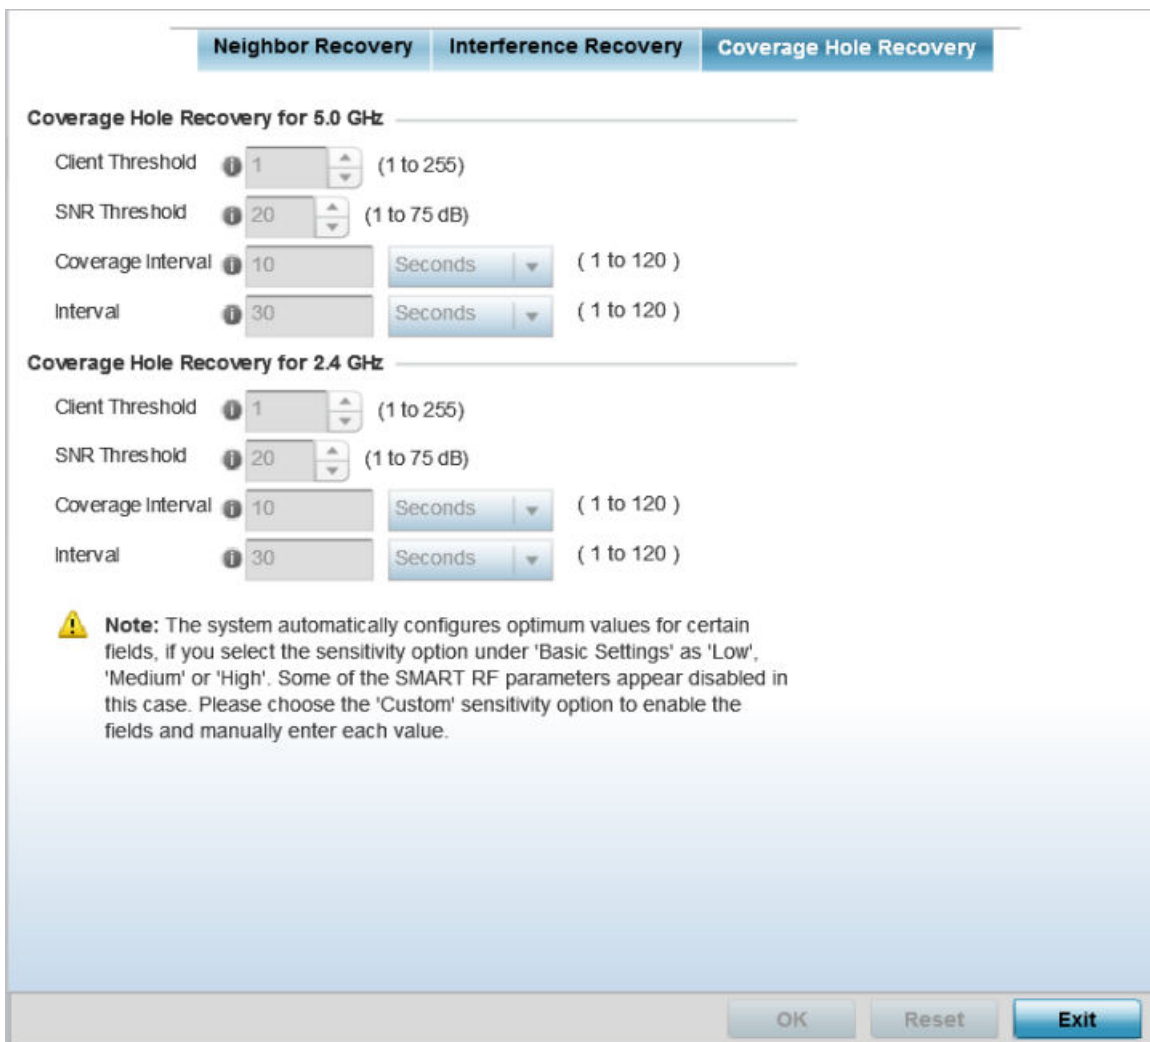 Neighbor Recovery Interference Recovery Coverage Hole Recovery
Coverage Hole Recovery for 5.0 GHz
Client Threshold 1 (1 to 255)
SNR Threshold 20 (1 to 75 dB)
Coverage Interval 10 Seconds ( 1 to 120 )
Interval 30 Seconds ( 1 to 120 )
Coverage Hole Recovery for 2.4 GHz
Client Threshold 1 (1 to 255)
SNR Threshold 20 (1 to 75 dB)
Coverage Interval 10 Seconds ( 1 to 120 )
Interval 30 Seconds ( 1 to 120 )
Note: The system automatically configures optimum values for certain
fields, if you select the sensitivity option under 'Basic Settings' as 'Low',
'Medium' or 'High'. Some of the SMART RF parameters appear disabled in
this case. Please choose the 'Custom' sensitivity option to enable the
fields and manually enter each value.
OK Reset Exit